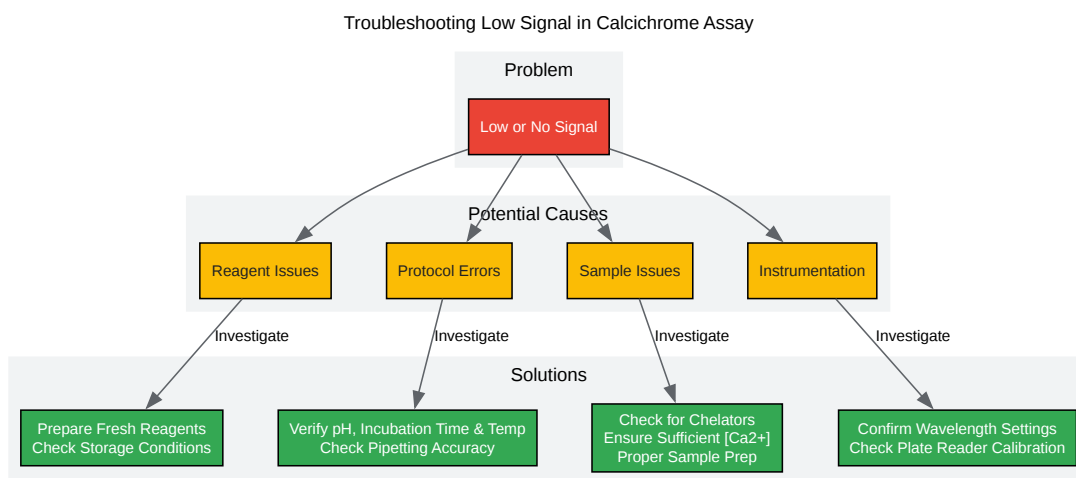 Troubleshooting Low Signal in Calcichrome Assay
Problem
Low or No Signal
Potential Causes
Reagent Issues
Protocol Errors
Sample Issues
Instrumentation
Investigate
Investigate
Investigate
Investigate
Solutions
Prepare Fresh Reagents
Check Storage Conditions
Verify pH, Incubation Time & Temp
Check Pipetting Accuracy
Check for Chelators
Ensure Sufficient [Ca2+]
Proper Sample Prep
Confirm Wavelength Settings
Check Plate Reader Calibration